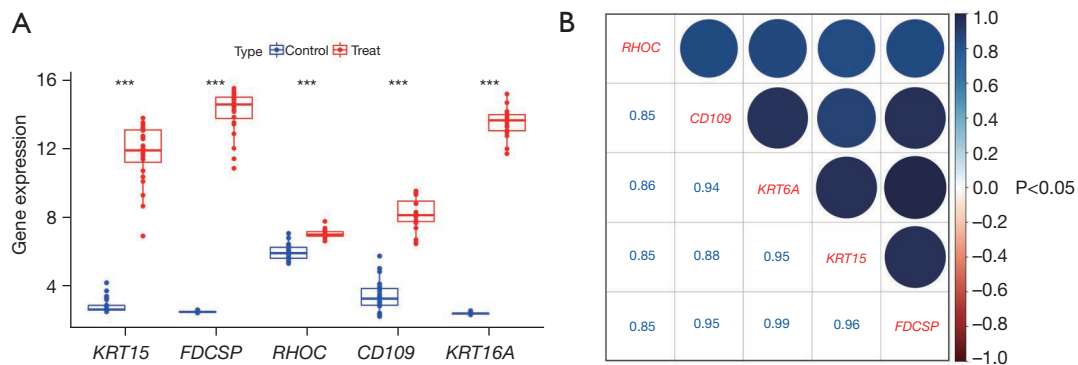 A
Type Control Treat
Gene expression
16
12
8
4
*** *** *** *** ***
KRT15 FDCSP RHOC CD109 KRT16A
B
RHOC
0.85 CD109
0.86 0.94 KRT6A
0.85 0.88 0.95 KRT15
0.85 0.95 0.99 0.96 FDCSP
1.0
0.8
0.6
0.4
0.2
0.0
−0.2
−0.4
−0.6
−0.8
−1.0
P<0.05